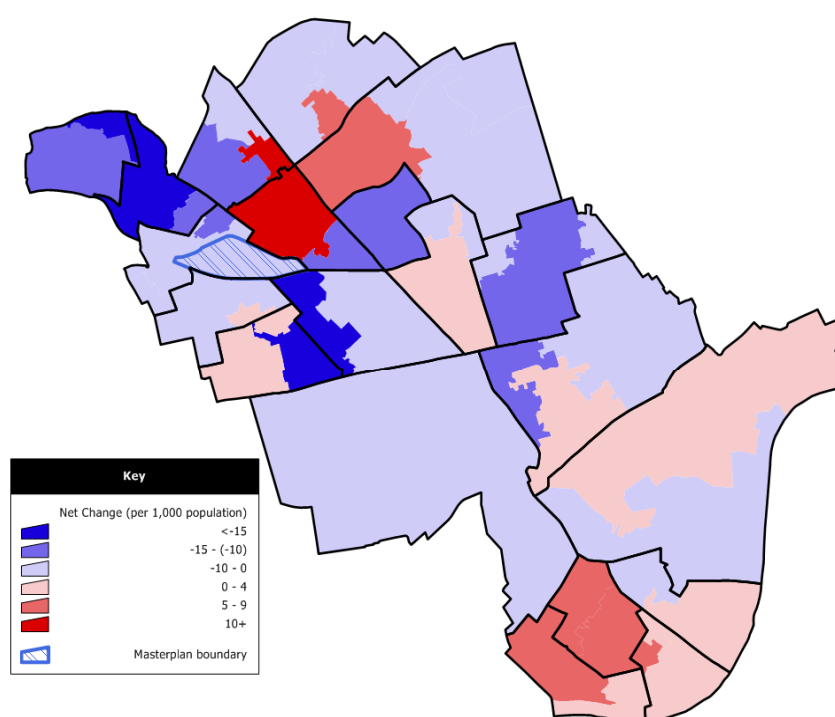 Key
Net Change (per 1,000 population)
<-15
-15 - (-10)
-10 - 0
0 - 4
5 - 9
10+
Masterplan boundary